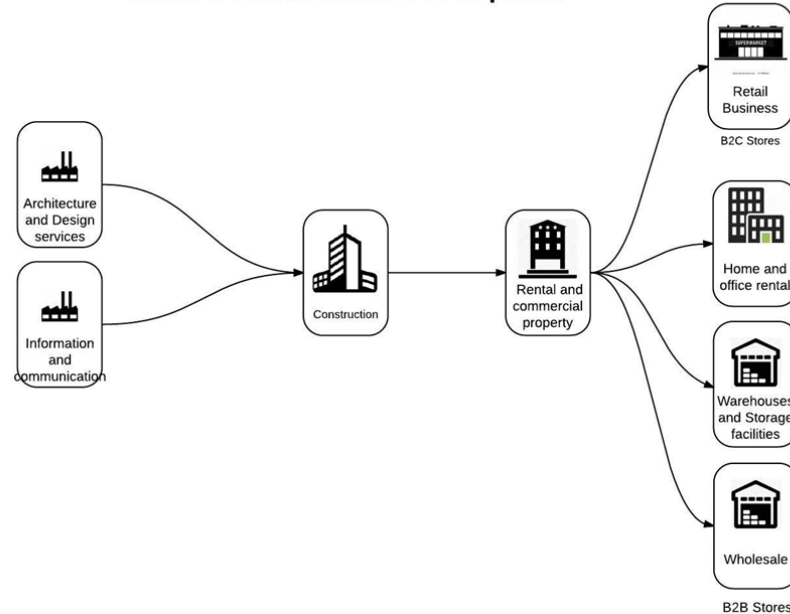 Architecture
and Design
services
Information
and
communication
Construction
Rental and
commercial
property
SUPERMARKET
Retail
Business
B2C Stores
Home and
office rental
Warehouses
and Storage
facilities
Wholesale
B2B Stores